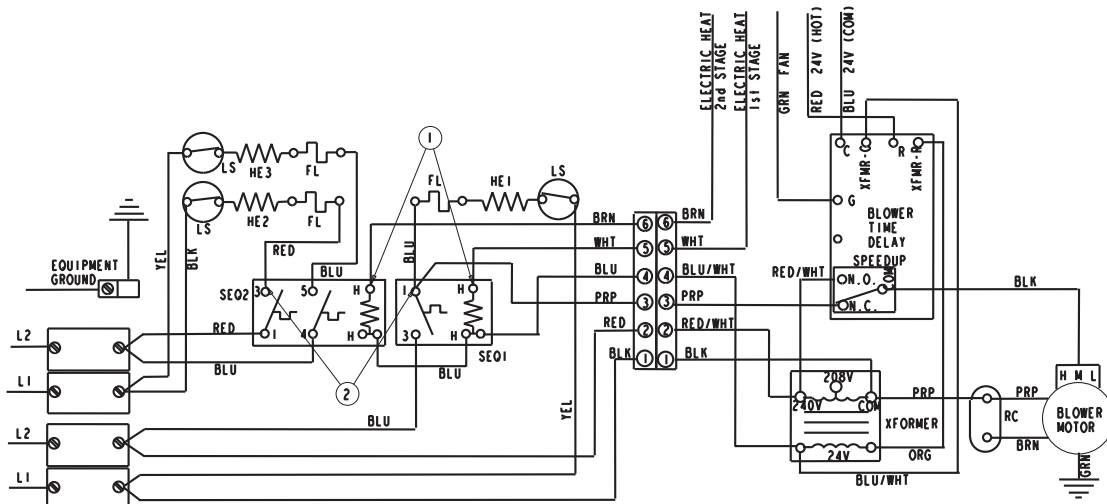 ELECTRIC HEAT
2nd STAGE
ELECTRIC HEAT
1st STAGE
GRN FAN
RED 24V (HOT)
BLU 24V (COM)
C
XFMR-C
R
XFMR-R
G
BLOWER
TIME
DELAY
SPEEDUP
N.O.
COM
N.C.
RED/WHT
BLK
1
LS
HE3
FL
LS
HE2
FL
FL
HE1
LS
YEL
BLK
RED
BLU
BLU
EQUIPMENT
GROUND
SEQ2
3
5
H
1
4
H
1
H
3
H
SEQ1
BRN
WHT
BLU
PRP
RED
BLK
6
5
4
3
2
1
6
5
4
3
2
1
BRN
WHT
BLU/WHT
PRP
RED/WHT
BLK
L2
RED
BLU
L1
BLU
2
L2
BLU
YEL
L1
208V
240V
COM
XFORMER
24V
PRP
ORG
BLU/WHT
RC
PRP
BRN
H M L
BLOWER
MOTOR
GRN